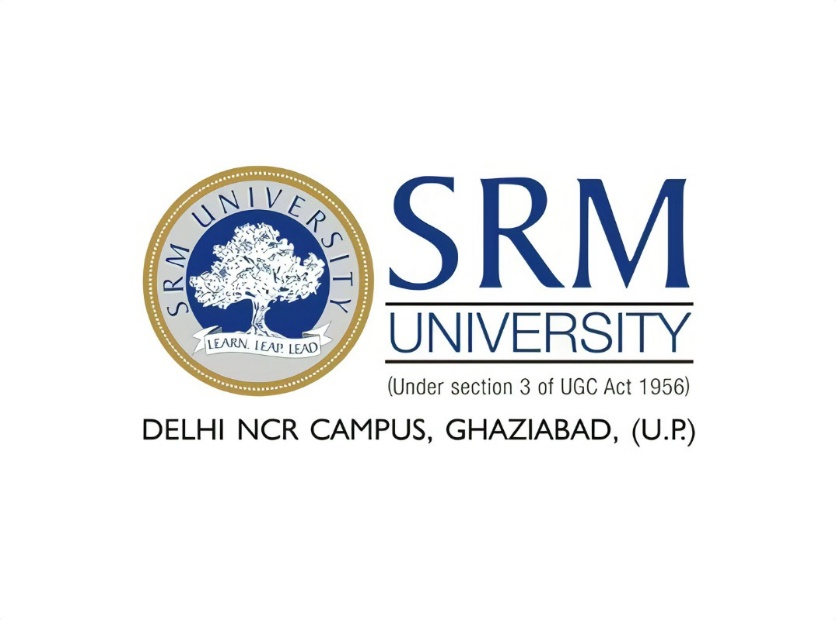 SRM UNIVERSITY
LEARN. LEAP. LEAD
SRM
UNIVERSITY
(Under section 3 of UGC Act 1956)
DELHI NCR CAMPUS, GHAZIABAD, (U.P.)